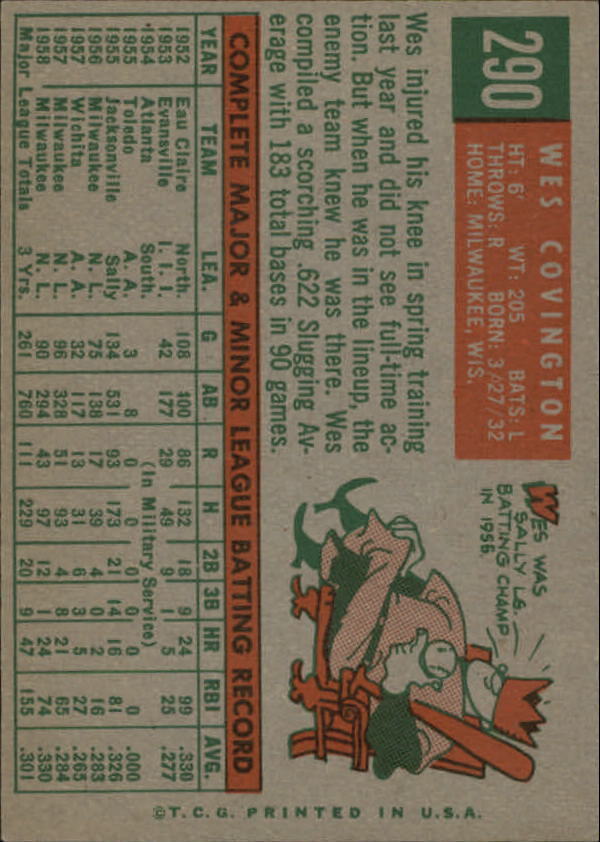 290
WES COVINGTON
HT: 6' WT: 205 BATS: L
THROWS: R BORN: 3/27/32
HOME: MILWAUKEE, WIS.
WES WAS
SALLY LG.
BATTING CHAMP
IN 1955.
Wes injured his knee in spring training
last year and did not see full-time ac-
tion. But when he was in the lineup, the
enemy team knew he was there. Wes
compiled a scorching .622 Slugging Av-
erage with 183 total bases in 90 games.
COMPLETE MAJOR & MINOR LEAGUE BATTING RECORD
YEAR TEAM LEA. G AB R H 2B 3B HR RBI AVG.
1952 Eau Claire North. 108 400 86 132 18 9 24 99 .330
1953 Evansville I. I. I. 42 177 29 49 9 1 5 25 .277
*1954 Atlanta South. (In Military Service)
1955 Toledo A. A. 3 8 0 0 0 0 0 0 .000
1955 Jacksonville Sally 134 531 93 173 21 14 16 81 .326
1956 Milwaukee N. L. 75 138 17 39 4 0 2 16 .283
1957 Wichita A. A. 32 117 13 31 6 3 5 27 .265
1957 Milwaukee N. L. 96 328 51 93 4 8 21 65 .284
1958 Milwaukee N. L. 90 294 43 97 12 1 24 74 .330
Major League Totals 3 Yrs. 261 760 111 229 20 9 47 155 .301
©T.C.G. PRINTED IN U.S.A.